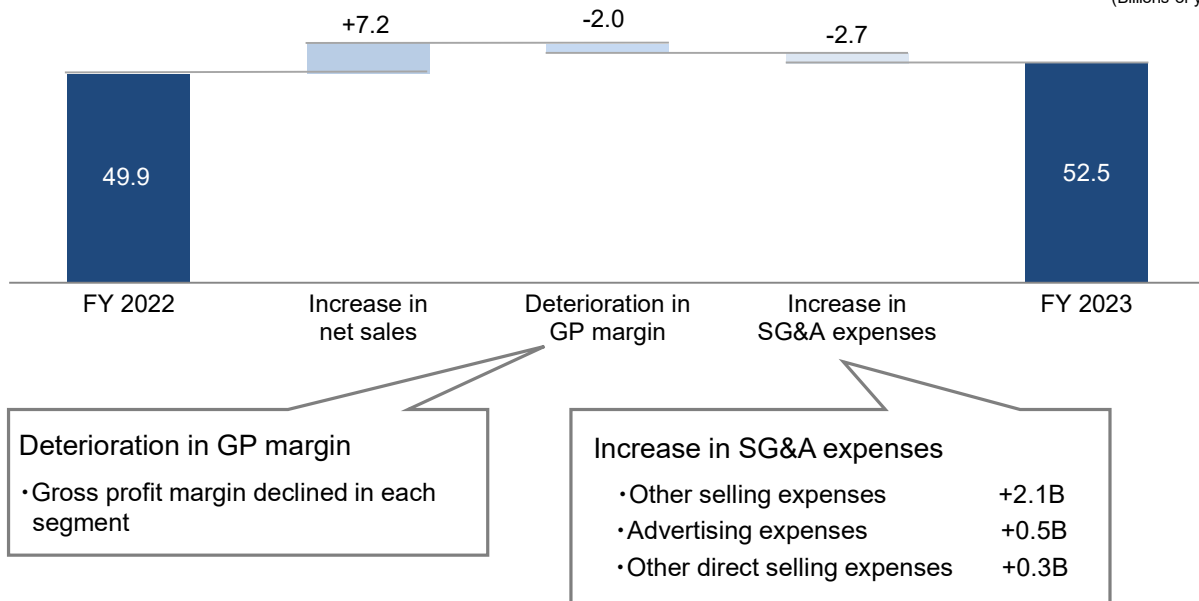 (Billions of y
+7.2
-2.0
-2.7
49.9
52.5
FY 2022
Increase in
net sales
Deterioration in
GP margin
Increase in
SG&A expenses
FY 2023
Deterioration in GP margin
・Gross profit margin declined in each
segment
Increase in SG&A expenses
・Other selling expenses +2.1B
・Advertising expenses +0.5B
・Other direct selling expenses +0.3B